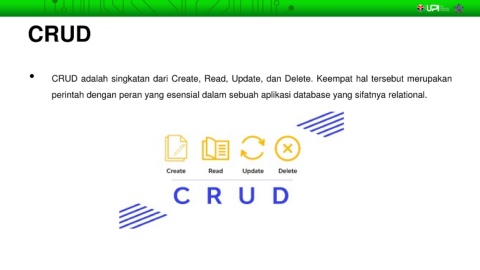 UPI
CRUD
• CRUD adalah singkatan dari Create, Read, Update, dan Delete. Keempat hal tersebut merupakan
perintah dengan peran yang esensial dalam sebuah aplikasi database yang sifatnya relational.
Create Read Update Delete
C R U D